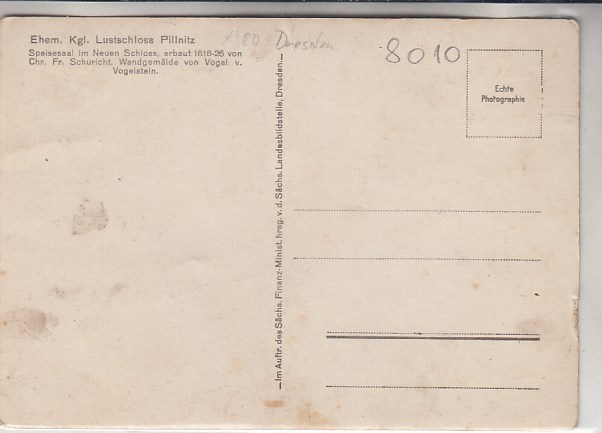 Ehem. Kgl. Lustschloss Pillnitz
Speisesaal im Neuen Schloss, erbaut 1818-26 von
Chr. Fr. Schuricht, Wandgemälde von Vogel v.
Vogelstein.
Dresden
8010
Echte
Photographie
Im Auftr. des Sächs. Finanz-Minist. hrsg. v. d. Sächs. Landesbildstelle, Dresden.